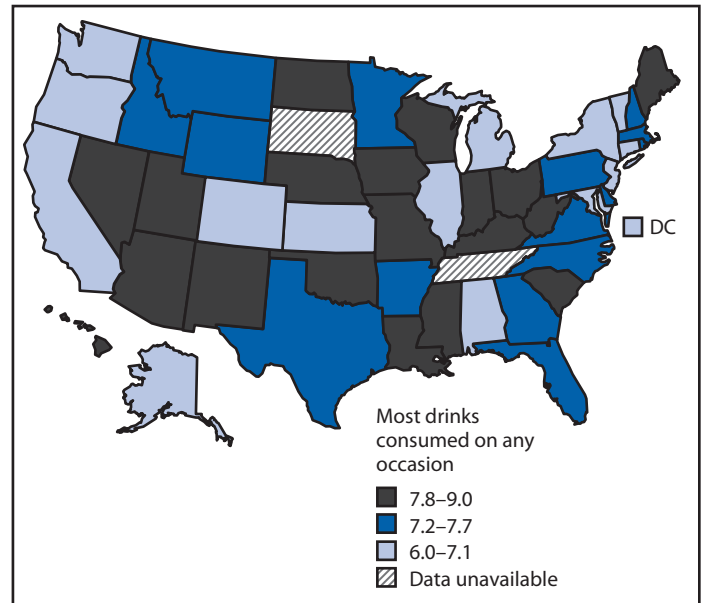 DC
Most drinks
consumed on any
occasion
7.8–9.0
7.2–7.7
6.0–7.1
Data unavailable